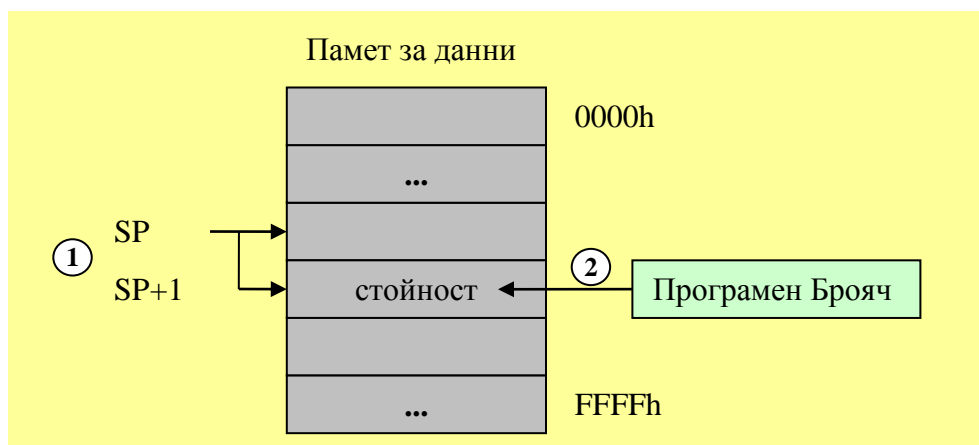 Памет за данни
0000h
...
SP
1
2
SP+1
стойност
Програмен Брояч
...
FFFFh